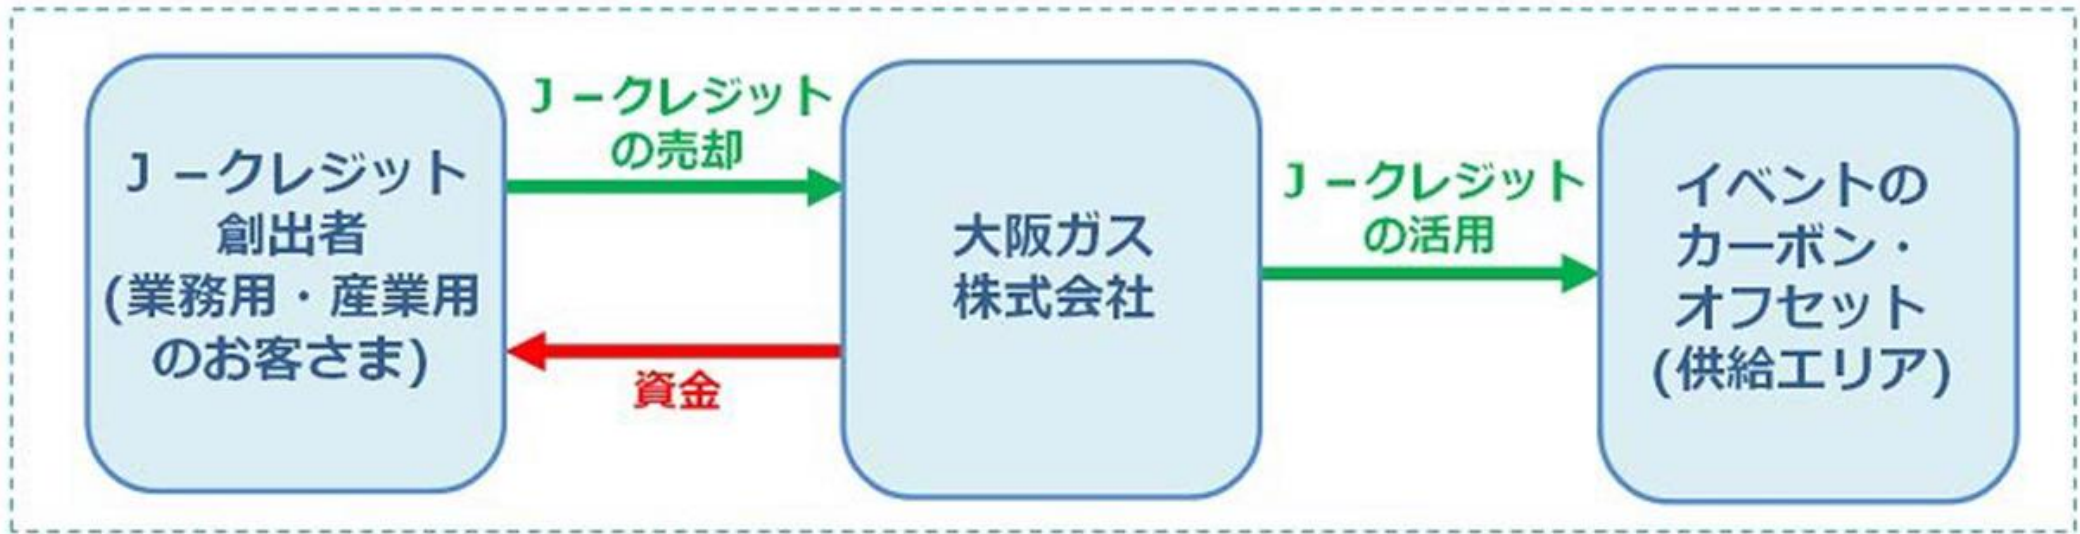 J－クレジット
創出者
(業務用・産業用
のお客さま)
J－クレジット
の売却
資金
大阪ガス
株式会社
J－クレジット
の活用
イベントの
カーボン・
オフセット
(供給エリア)